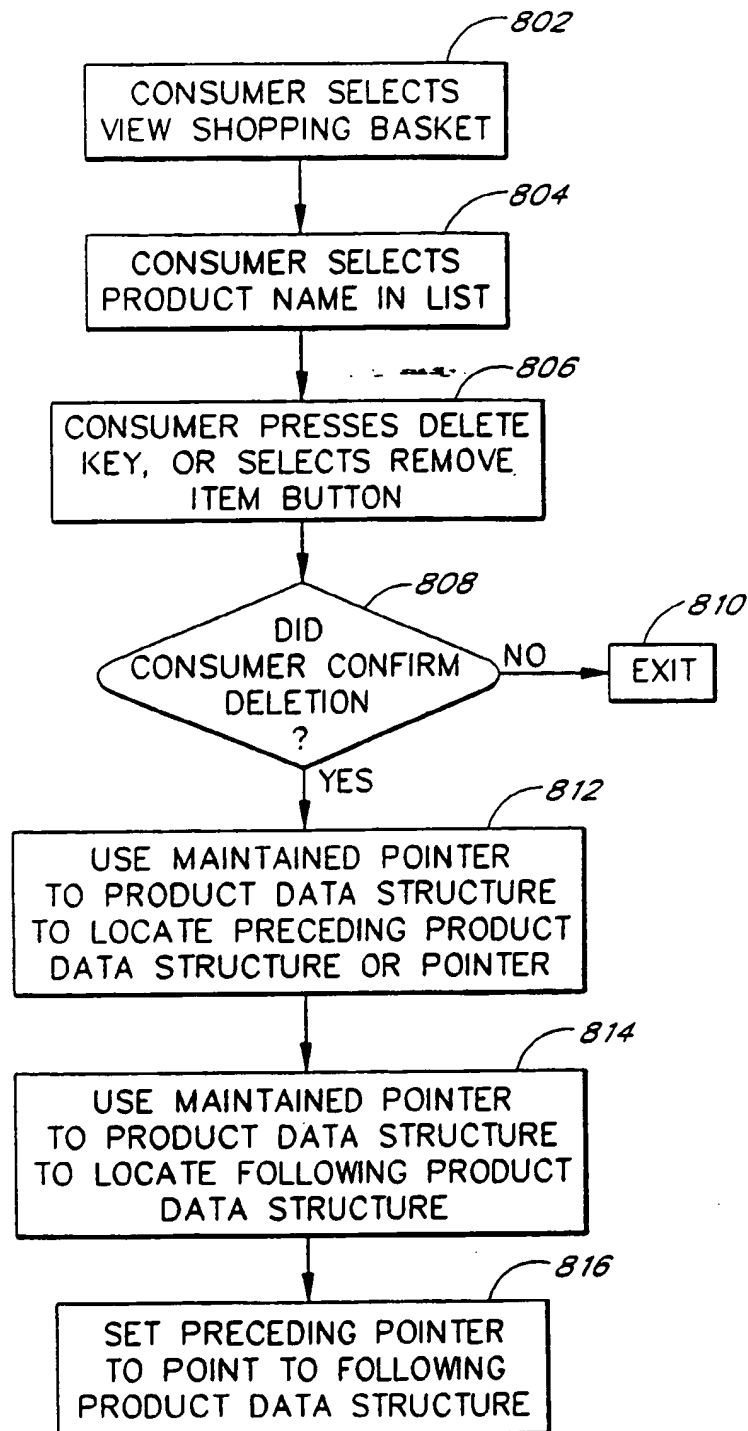 802
CONSUMER SELECTS
VIEW SHOPPING BASKET
804
CONSUMER SELECTS
PRODUCT NAME IN LIST
806
CONSUMER PRESSES DELETE
KEY, OR SELECTS REMOVE
ITEM BUTTON
808
DID
CONSUMER CONFIRM
DELETION
?
NO
810
EXIT
YES
812
USE MAINTAINED POINTER
TO PRODUCT DATA STRUCTURE
TO LOCATE PRECEDING PRODUCT
DATA STRUCTURE OR POINTER
814
USE MAINTAINED POINTER
TO PRODUCT DATA STRUCTURE
TO LOCATE FOLLOWING PRODUCT
DATA STRUCTURE
816
SET PRECEDING POINTER
TO POINT TO FOLLOWING
PRODUCT DATA STRUCTURE